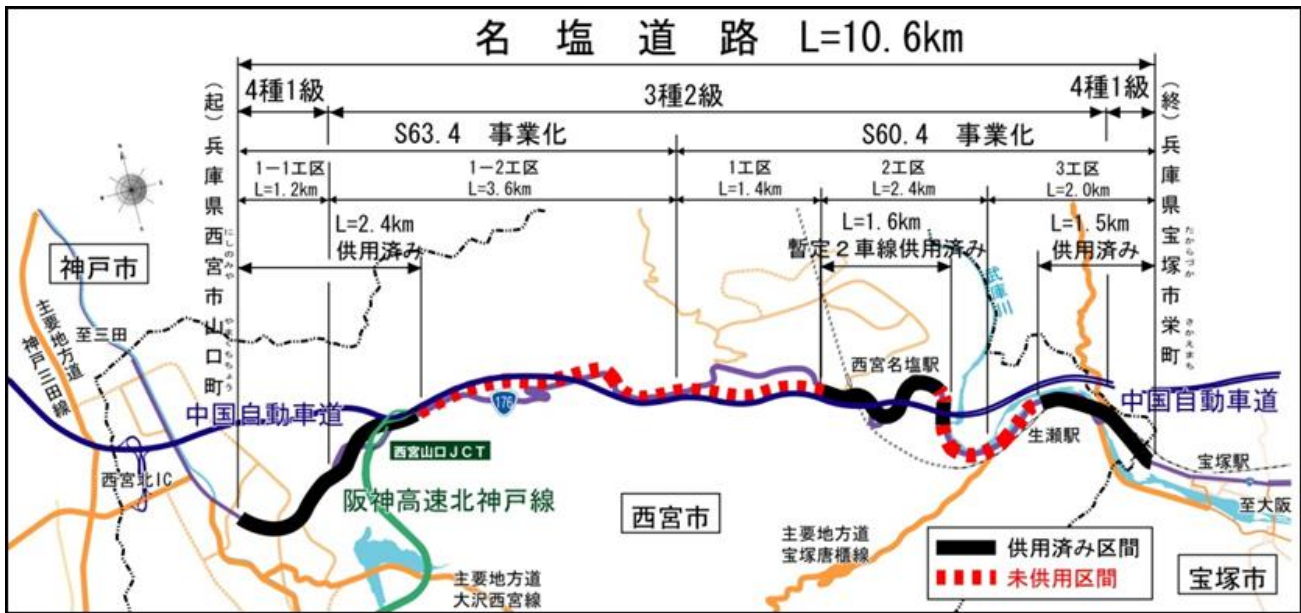 名塩道路 L=10.6km
4種1級
3種2級
4種1級
S63.4 事業化
S60.4 事業化
1-1工区
L=1.2km
1-2工区
L=3.6km
1工区
L=1.4km
2工区
L=2.4km
3工区
L=2.0km
L=2.4km
供用済み
L=1.6km
暫定2車線供用済み
L=1.5km
供用済み
(起)兵庫県西宮市山口町
にしのみや
やまぐちちょう
(終)兵庫県宝塚市栄町
たからづか
さかえまち
神戸市
主要地方道
神戸三田線
至三田
中国自動車道
西宮北IC
176
西宮山口JCT
阪神高速北神戸線
主要地方道
大沢西宮線
西宮市
西宮名塩駅
武庫川
生瀬駅
中国自動車道
宝塚駅
至大阪
主要地方道
宝塚唐櫃線
供用済み区間
未供用区間
宝塚市